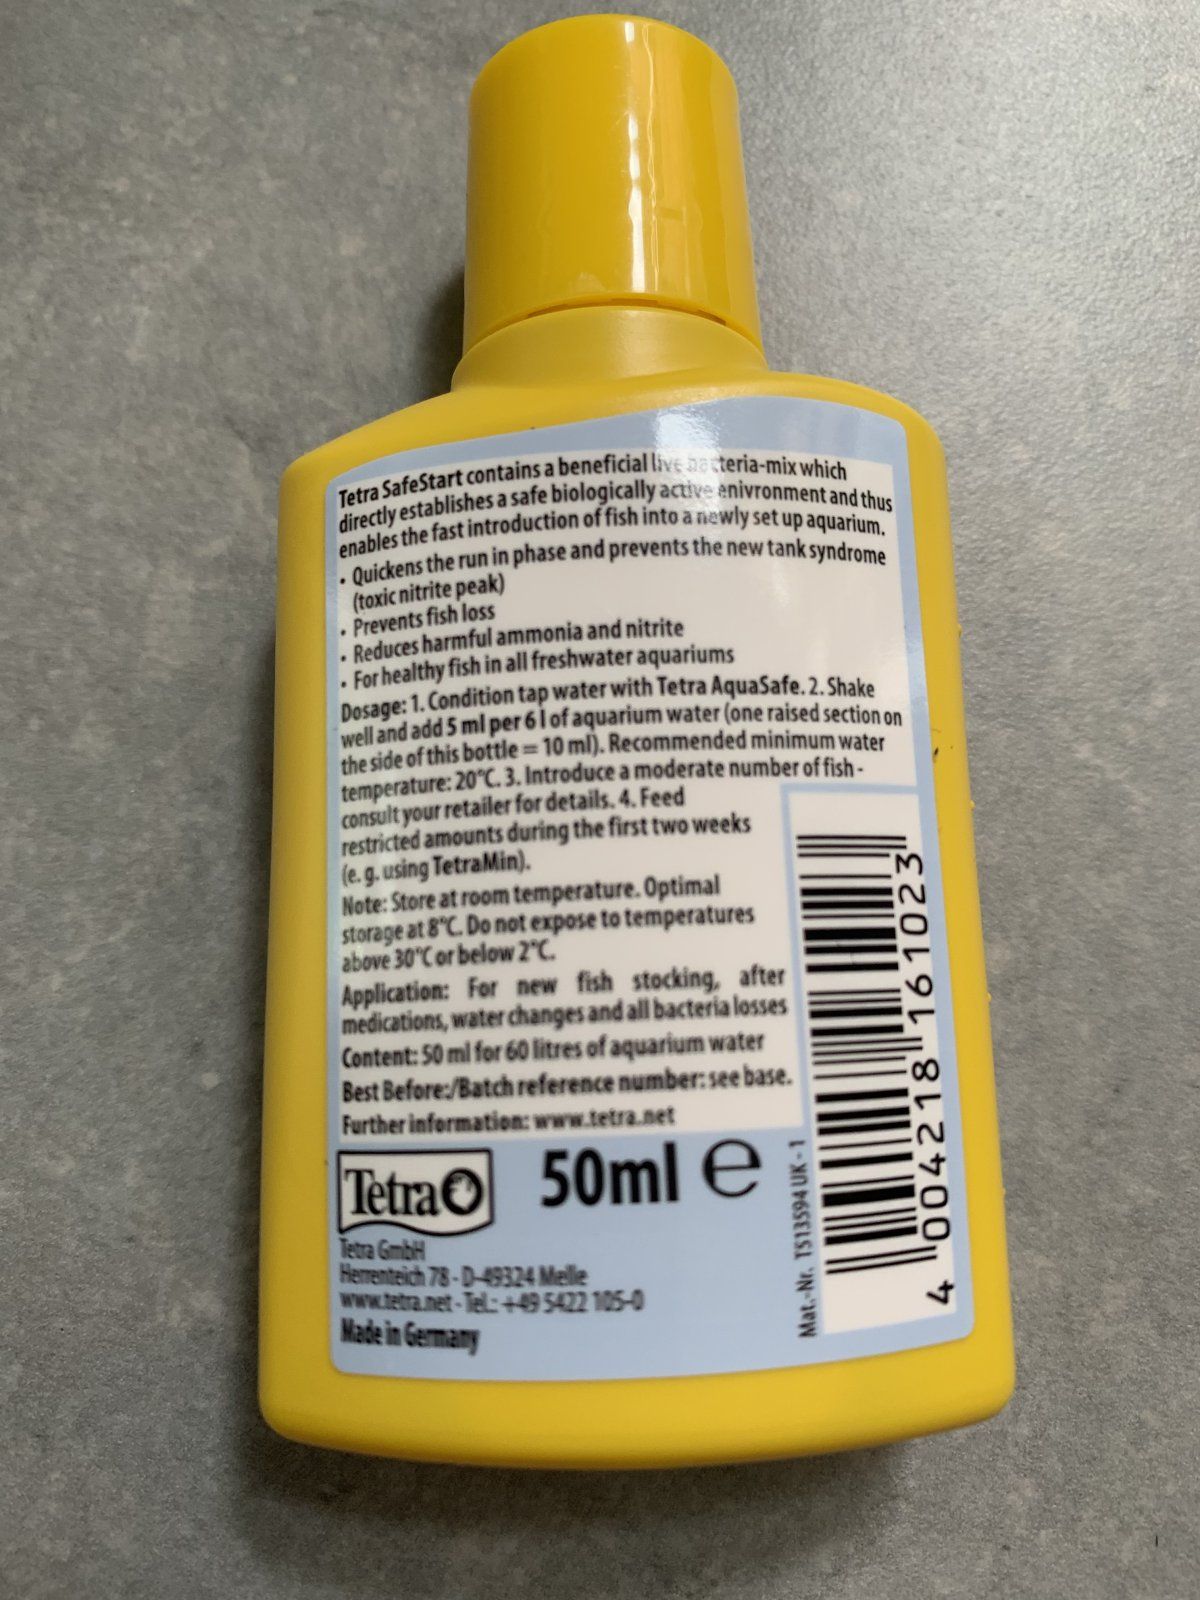 Tetra SafeStart contains a beneficial live bacteria-mix which
directly establishes a safe biologically active enivronment and thus
enables the fast introduction of fish into a newly set up aquarium.
• Quickens the run in phase and prevents the new tank syndrome
(toxic nitrite peak)
• Prevents fish loss
• Reduces harmful ammonia and nitrite
• For healthy fish in all freshwater aquariums
Dosage: 1. Condition tap water with Tetra AquaSafe. 2. Shake
well and add 5 ml per 6 l of aquarium water (one raised section on
the side of this bottle = 10 ml). Recommended minimum water
temperature: 20°C. 3. Introduce a moderate number of fish -
consult your retailer for details. 4. Feed
restricted amounts during the first two weeks
(e. g. using TetraMin).
Note: Store at room temperature. Optimal
storage at 8°C. Do not expose to temperatures
above 30°C or below 2°C.
Application: For new fish stocking, after
medications, water changes and all bacteria losses
Content: 50 ml for 60 litres of aquarium water
Best Before:/Batch reference number: see base.
Further information: www.tetra.net
Tetra
50ml e
Tetra GmbH
Herrenteich 78 - D-49324 Melle
www.tetra.net - Tel.: +49 5422 105-0
Made in Germany
Mat.-Nr. TS13594UK - 1
4 004218 161023